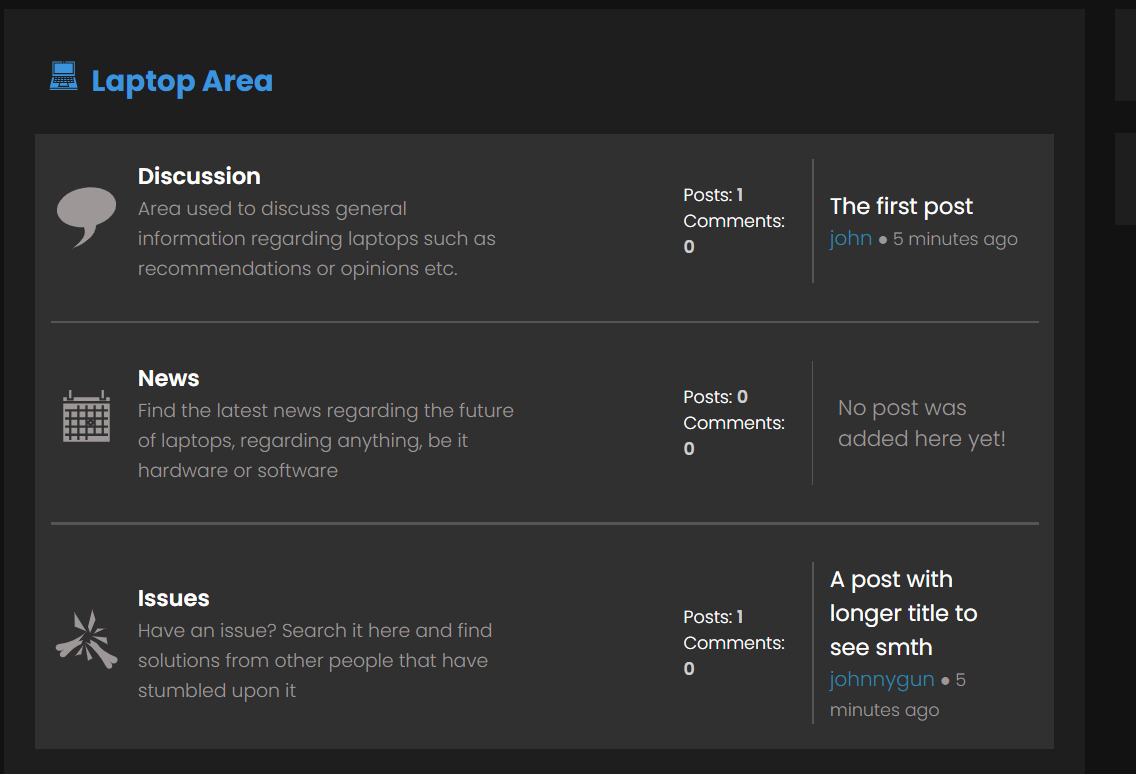 Laptop Area
Discussion
Area used to discuss general
information regarding laptops such as
recommendations or opinions etc.
Posts: 1
Comments:
0
The first post
john ● 5 minutes ago
News
Find the latest news regarding the future
of laptops, regarding anything, be it
hardware or software
Posts: 0
Comments:
0
No post was
added here yet!
Issues
Have an issue? Search it here and find
solutions from other people that have
stumbled upon it
Posts: 1
Comments:
0
A post with
longer title to
see smth
johnnygun ● 5
minutes ago